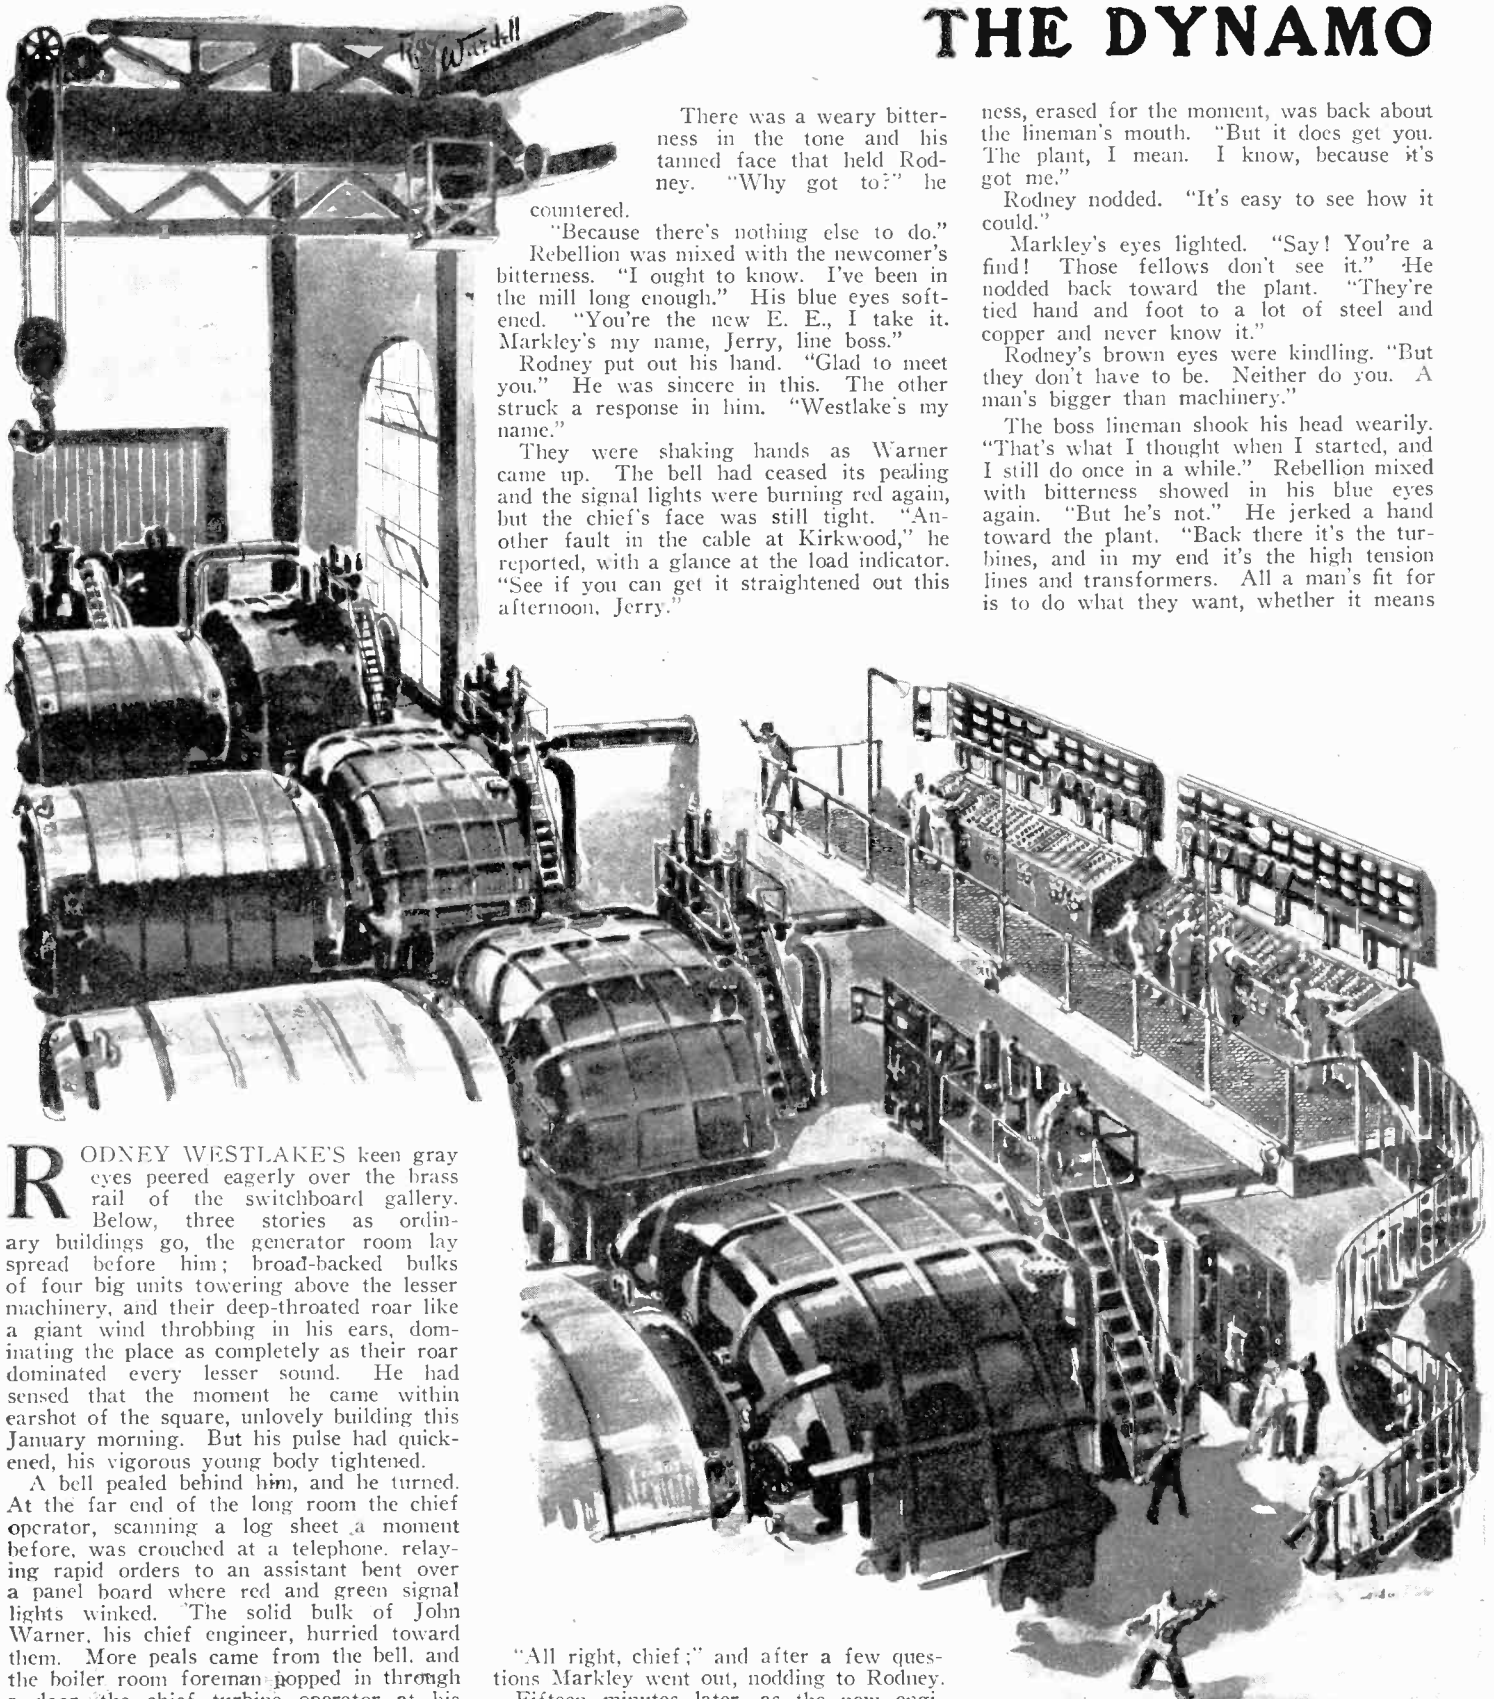 THE DYNAMO
Wardell
RODNEY WESTLAKE'S keen gray
eyes peered eagerly over the brass
rail of the switchboard gallery.
Below, three stories as ordin-
ary buildings go, the generator room lay
spread before him; broad-backed bulks
of four big units towering above the lesser
machinery, and their deep-throated roar like
a giant wind throbbing in his ears, dom-
inating the place as completely as their roar
dominated every lesser sound. He had
sensed that the moment he came within
earshot of the square, unlovely building this
January morning. But his pulse had quick-
ened, his vigorous young body tightened.
A bell pealed behind him, and he turned.
At the far end of the long room the chief
operator, scanning a log sheet a moment
before, was crouched at a telephone, relay-
ing rapid orders to an assistant bent over
a panel board where red and green signal
lights winked. The solid bulk of John
Warner, his chief engineer, hurried toward
them. More peals came from the bell, and
the boiler room foreman popped in through
a door, the chief turbine operator at his
There was a weary bitter-
ness in the tone and his
tanned face that held Rod-
ney. "Why got to?" he
countered.
"Because there's nothing else to do."
Rebellion was mixed with the newcomer's
bitterness. "I ought to know. I've been in
the mill long enough." His blue eyes soft-
ened. "You're the new E. E., I take it.
Markley's my name, Jerry, line boss."
Rodney put out his hand. "Glad to meet
you." He was sincere in this. The other
struck a response in him. "Westlake's my
name."
They were shaking hands as Warner
came up. The bell had ceased its pealing
and the signal lights were burning red again,
but the chief's face was still tight. "An-
other fault in the cable at Kirkwood," he
reported, with a glance at the load indicator.
"See if you can get it straightened out this
afternoon, Jerry."
"All right, chief;" and after a few ques-
tions Markley went out, nodding to Rodney.
Fifteen minutes later, as the new engi-
ness, erased for the moment, was back about
the lineman's mouth. "But it does get you.
The plant, I mean. I know, because it's
got me."
Rodney nodded. "It's easy to see how it
could."
Markley's eyes lighted. "Say! You're a
find! Those fellows don't see it." He
nodded back toward the plant. "They're
tied hand and foot to a lot of steel and
copper and never know it."
Rodney's brown eyes were kindling. "But
they don't have to be. Neither do you. A
man's bigger than machinery."
The boss lineman shook his head wearily.
"That's what I thought when I started, and
I still do once in a while." Rebellion mixed
with bitterness showed in his blue eyes
again. "But he's not." He jerked a hand
toward the plant. "Back there it's the tur-
bines, and in my end it's the high tension
lines and transformers. All a man's fit for
is to do what they want, whether it means